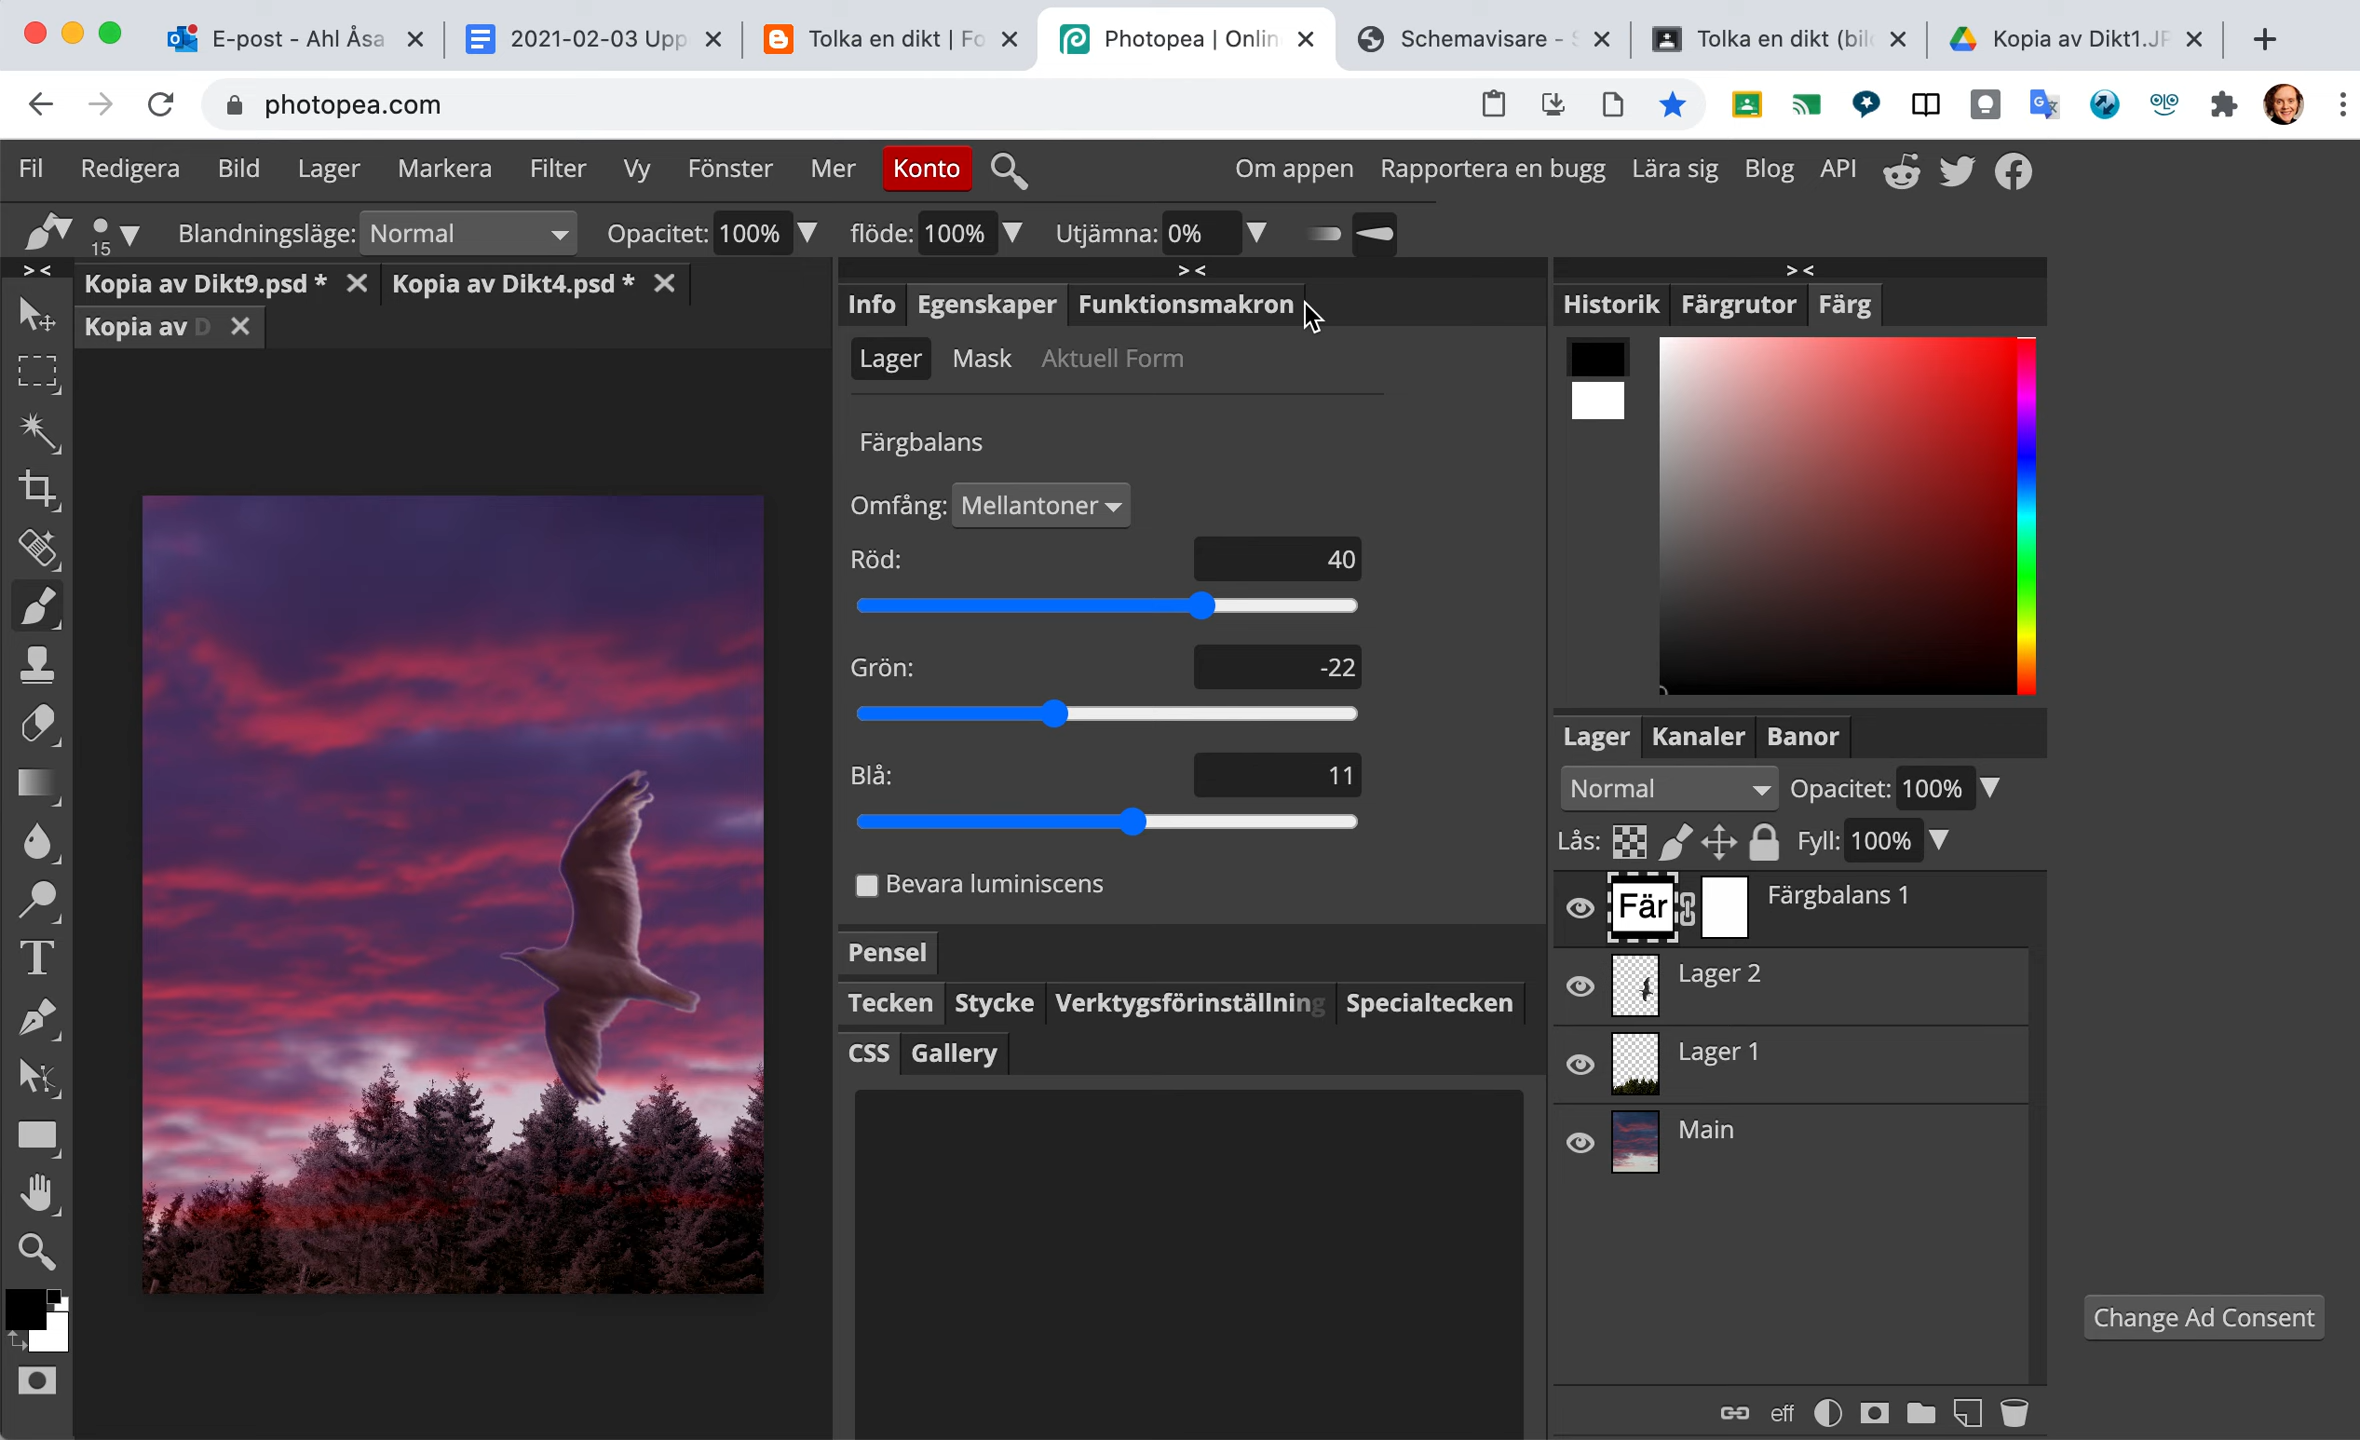 E-post - Ahl Åsa
2021-02-03 Upp
Tolka en dikt | Fo
Photopea | Onlin
Schemavisare - S
Tolka en dikt (bil
Kopia av Dikt1.JP
photopea.com
Fil Redigera Bild Lager Markera Filter Vy Fönster Mer Konto Om appen Rapportera en bugg Lära sig Blog API
15 Blandningsläge: Normal Opacitet: 100% flöde: 100% Utjämna: 0%
Kopia av Dikt9.psd * Kopia av Dikt4.psd *
Kopia av D
Info Egenskaper Funktionsmakron
Lager Mask Aktuell Form
Färgbalans
Omfång: Mellantoner
Röd: 40
Grön: -22
Blå: 11
Bevara luminiscens
Pensel
Tecken Stycke Verktygsförinställning Specialtecken
CSS Gallery
Historik Färgrutor Färg
Lager Kanaler Banor
Normal Opacitet: 100%
Lås: Fyll: 100%
Fär Färgbalans 1
Lager 2
Lager 1
Main
eff
Change Ad Consent